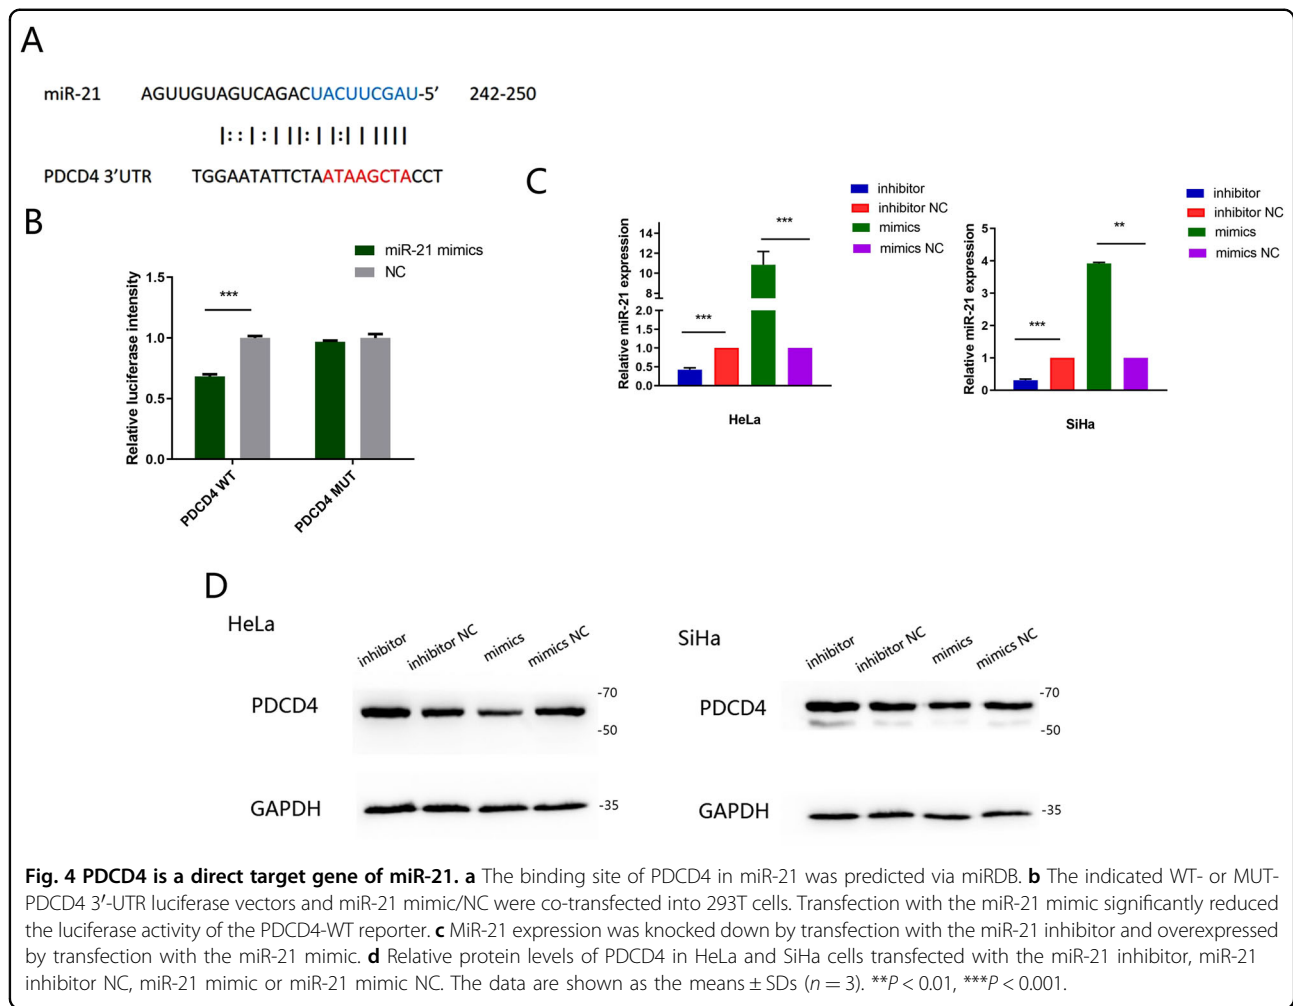 A
miR-21 AGUUGUAGUCAGACUACUUCGAU-5′ 242-250
|::|:|||:||:|||||||
PDCD4 3′UTR TGGAATATTCTAATAAGCTACCT
B
miR-21 mimics
NC
Relative luciferase intensity
1.5
1.0
0.5
0.0
***
PDCD4 WT
PDCD4 MUT
C
inhibitor
inhibitor NC
mimics
mimics NC
Relative miR-21 expression
14
12
10
8
2.0
1.5
1.0
0.5
0.0
***
***
HeLa
inhibitor
inhibitor NC
mimics
mimics NC
Relative miR-21 expression
5
4
3
2
1
0
***
**
SiHa
D
HeLa
inhibitor
inhibitor NC
mimics
mimics NC
PDCD4
-70
-50
GAPDH
-35
SiHa
inhibitor
inhibitor NC
mimics
mimics NC
PDCD4
-70
-50
GAPDH
-35
Fig. 4 PDCD4 is a direct target gene of miR-21. a The binding site of PDCD4 in miR-21 was predicted via miRDB. b The indicated WT- or MUT-
PDCD4 3′-UTR luciferase vectors and miR-21 mimic/NC were co-transfected into 293T cells. Transfection with the miR-21 mimic significantly reduced
the luciferase activity of the PDCD4-WT reporter. c MiR-21 expression was knocked down by transfection with the miR-21 inhibitor and overexpressed
by transfection with the miR-21 mimic. d Relative protein levels of PDCD4 in HeLa and SiHa cells transfected with the miR-21 inhibitor, miR-21
inhibitor NC, miR-21 mimic or miR-21 mimic NC. The data are shown as the means ± SDs (n = 3). **P < 0.01, ***P < 0.001.